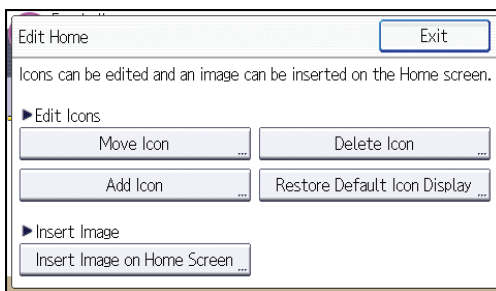 Edit Home
Exit
Icons can be edited and an image can be inserted on the Home screen.
▶Edit Icons
Move Icon ...
Delete Icon ...
Add Icon ...
Restore Default Icon Display ...
▶Insert Image
Insert Image on Home Screen ...